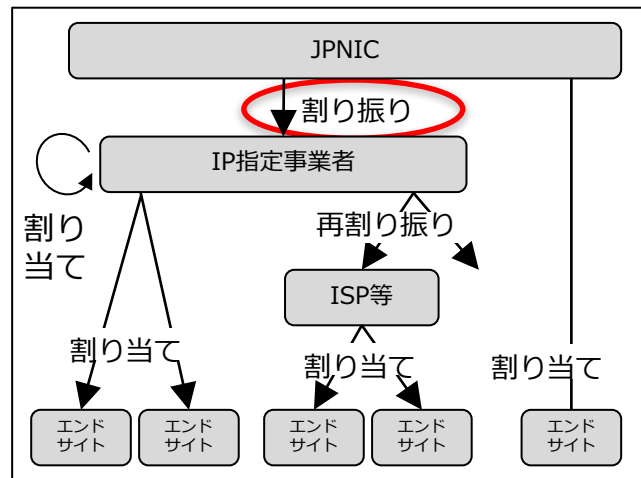 JPNIC
割り振り
IP指定事業者
割り
当て
再割り振り
ISP等
割り当て
割り当て
割り当て
エンド
サイト
エンド
サイト
エンド
サイト
エンド
サイト
エンド
サイト